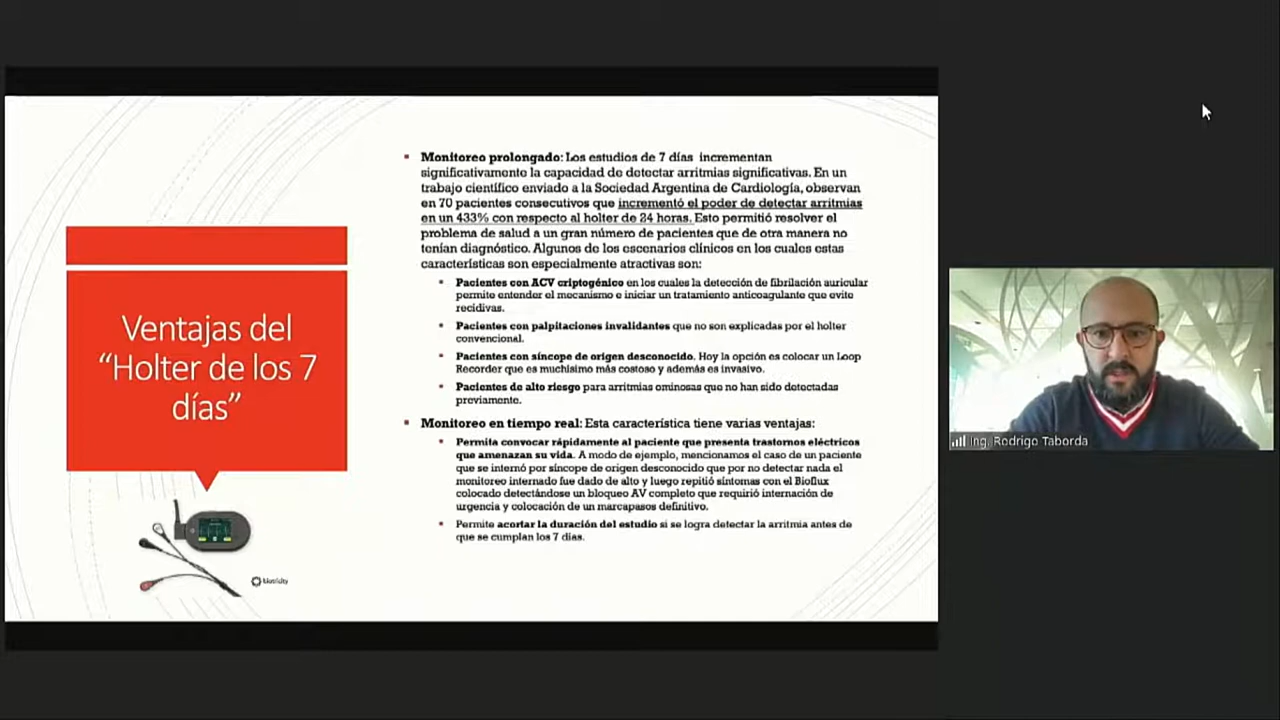 Ventajas del
“Holter de los 7
días”
biotricity
Monitoreo prolongado: Los estudios de 7 días incrementan
significativamente la capacidad de detectar arritmias significativas. En un
trabajo científico enviado a la Sociedad Argentina de Cardiología, observan
en 70 pacientes consecutivos que incrementó el poder de detectar arritmias
en un 433% con respecto al holter de 24 horas. Esto permitió resolver el
problema de salud a un gran número de pacientes que de otra manera no
tenían diagnóstico. Algunos de los escenarios clínicos en los cuales estas
características son especialmente atractivas son:
Pacientes con ACV criptogénico en los cuales la detección de fibrilación auricular
permite entender el mecanismo e iniciar un tratamiento anticoagulante que evite
recidivas.
Pacientes con palpitaciones invalidantes que no son explicadas por el holter
convencional.
Pacientes con síncope de origen desconocido. Hoy la opción es colocar un Loop
Recorder que es muchísimo más costoso y además es invasivo.
Pacientes de alto riesgo para arritmias ominosas que no han sido detectadas
previamente.
Monitoreo en tiempo real: Esta característica tiene varias ventajas:
Permita convocar rápidamente al paciente que presenta trastornos eléctricos
que amenazan su vida. A modo de ejemplo, mencionamos el caso de un paciente
que se internó por síncope de origen desconocido que por no detectar nada el
monitoreo internado fue dado de alto y luego repitió síntomas con el Bioflux
colocado detectándose un bloqueo AV completo que requirió internación de
urgencia y colocación de un marcapasos definitivo.
Permite acortar la duración del estudio si se logra detectar la arritmia antes de
que se cumplan los 7 días.
Ing. Rodrigo Taborda